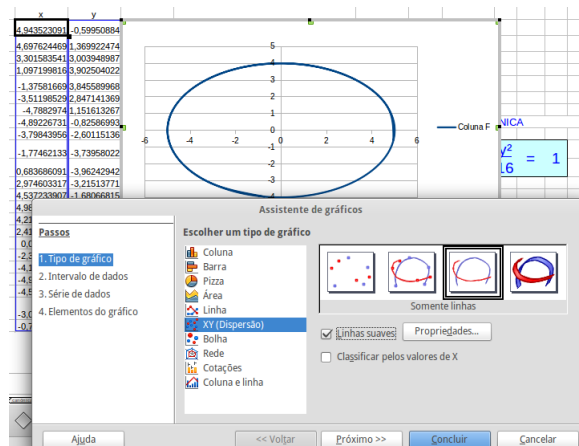 x y
4,943523091 -0,59950884
4,697624469 1,369922474
3,301583541 3,003948987
1,097199816 3,902504022
-1,37581669 3,845589968
-3,51198529 2,847141369
-4,7882974 1,151613267
-4,89226731 -0,82586993
-3,79843956 -2,60115136
-1,77462133 -3,73958022
0,683686091 -3,96242942
2,974603317 -3,21513771
4,537233907 -1,68066815
5
4
3
2
1
0
-1
-2
-3
-4
-6 -4 -2 0 2 4 6
Coluna F
NICA
y²
16 = 1
Assistente de gráficos
Passos
1. Tipo de gráfico
2. Intervalo de dados
3. Série de dados
4. Elementos do gráfico
Escolher um tipo de gráfico
Coluna
Barra
Pizza
Área
Linha
XY (Dispersão)
Bolha
Rede
Cotações
Coluna e linha
Somente linhas
Linhas suaves
Propriedades...
Classificar pelos valores de X
Ajuda
<< Voltar
Próximo >>
Concluir
Cancelar